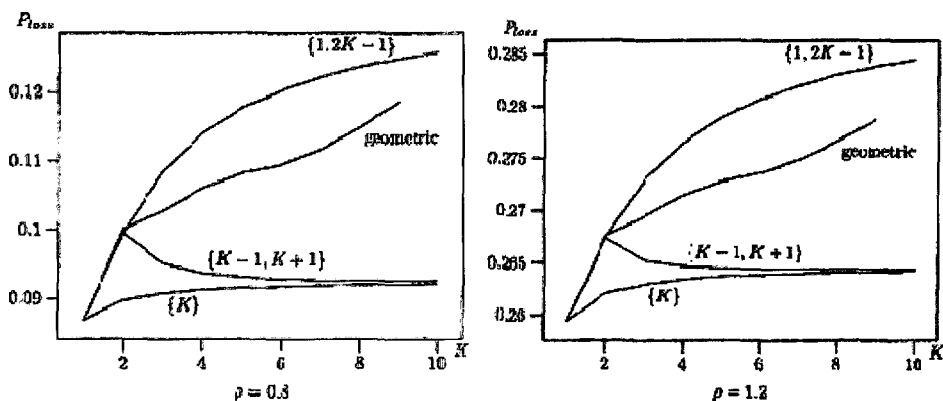 P_loss
{1.2K − 1}
0.12
geometric
0.11
0.1
{K − 1, K + 1}
0.09
{K}
2 4 6 8 10 K
ρ = 0.8
P_loss
0.285
{1, 2K − 1}
0.28
0.275
geometric
0.27
{K − 1, K + 1}
0.265
{K}
0.26
2 4 6 8 10 K
ρ = 1.2